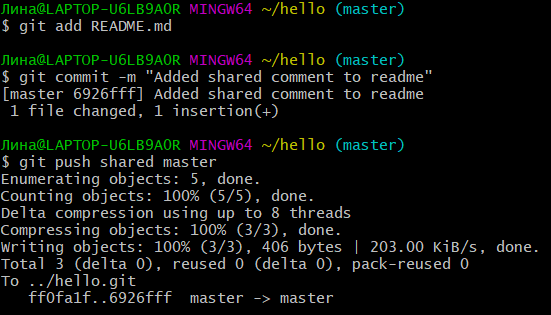 Лина@LAPTOP-U6LB9AOR MINGW64 ~/hello (master)
$ git add README.md
Лина@LAPTOP-U6LB9AOR MINGW64 ~/hello (master)
$ git commit -m "Added shared comment to readme"
[master 6926fff] Added shared comment to readme
 1 file changed, 1 insertion(+)
Лина@LAPTOP-U6LB9AOR MINGW64 ~/hello (master)
$ git push shared master
Enumerating objects: 5, done.
Counting objects: 100% (5/5), done.
Delta compression using up to 8 threads
Compressing objects: 100% (3/3), done.
Writing objects: 100% (3/3), 406 bytes | 203.00 KiB/s, done.
Total 3 (delta 0), reused 0 (delta 0), pack-reused 0
To ../hello.git
   ff0fa1f..6926fff  master -> master